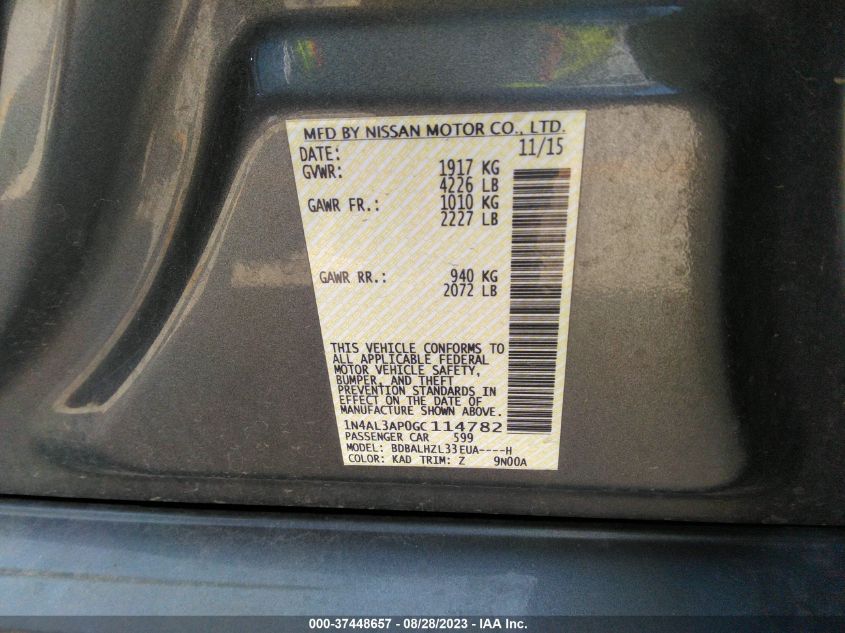 MFD BY NISSAN MOTOR CO., LTD.
DATE: 11/15
GVWR: 1917 KG
4226 LB
GAWR FR.: 1010 KG
2227 LB
GAWR RR.: 940 KG
2072 LB
THIS VEHICLE CONFORMS TO
ALL APPLICABLE FEDERAL
MOTOR VEHICLE SAFETY,
BUMPER, AND THEFT
PREVENTION STANDARDS IN
EFFECT ON THE DATE OF
MANUFACTURE SHOWN ABOVE.
1N4AL3AP0GC114782
PASSENGER CAR 599
MODEL: BDBALHZL33EUA----H
COLOR: KAD TRIM: Z 9N00A
000-37448657 - 08/28/2023 - IAA Inc.